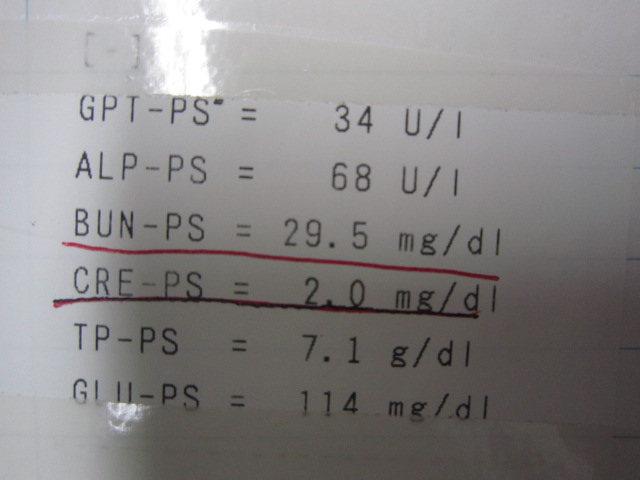 [-]
GPT-PS" = 34 U/l
ALP-PS = 68 U/l
BUN-PS = 29.5 mg/dl
CRE-PS = 2.0 mg/dl
TP-PS = 7.1 g/dl
GLU-PS = 114 mg/dl